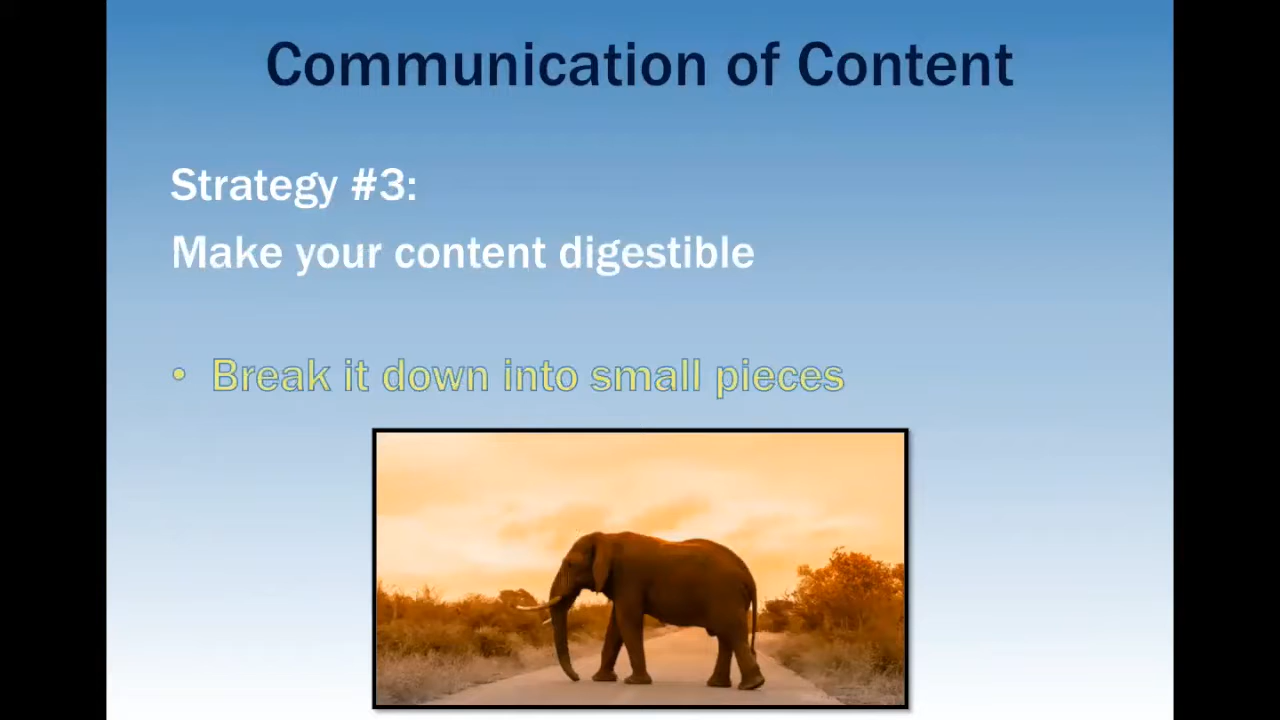 Communication of Content
Strategy #3:
Make your content digestible
• Break it down into small pieces